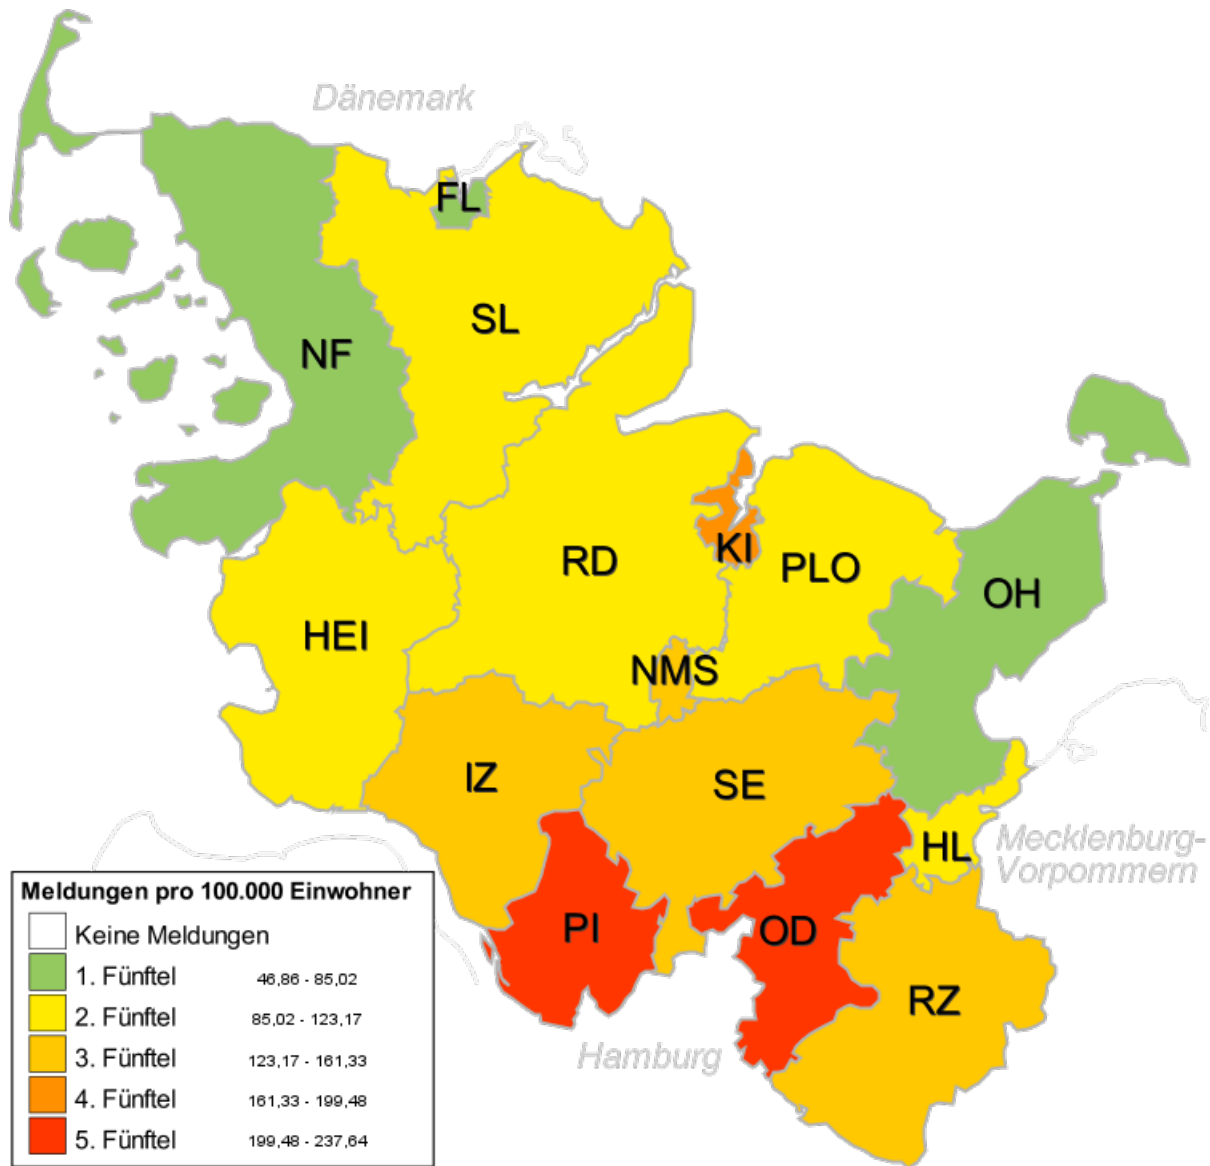 Dänemark
FL
SL
NF
RD
KI
PLO
OH
HEI
NMS
IZ
SE
HL
Mecklenburg-
Vorpommern
PI
OD
RZ
Hamburg
Meldungen pro 100.000 Einwohner
Keine Meldungen
1. Fünftel 46,86 - 85,02
2. Fünftel 85,02 - 123,17
3. Fünftel 123,17 - 161,33
4. Fünftel 161,33 - 199,48
5. Fünftel 199,48 - 237,64